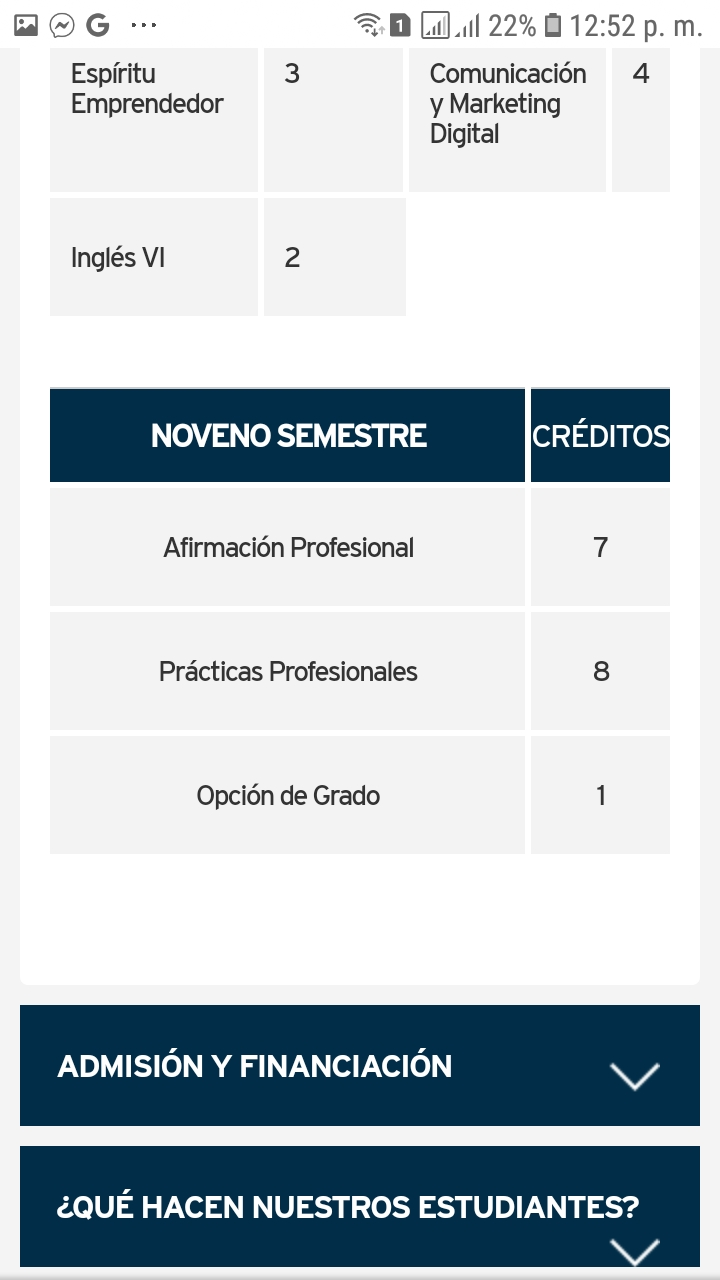 1 22% 12:52 p. m.
Espíritu 3 Comunicación 4
Emprendedor y Marketing
Digital
Inglés VI 2
NOVENO SEMESTRE CRÉDITOS
Afirmación Profesional 7
Prácticas Profesionales 8
Opción de Grado 1
ADMISIÓN Y FINANCIACIÓN
¿QUÉ HACEN NUESTROS ESTUDIANTES?